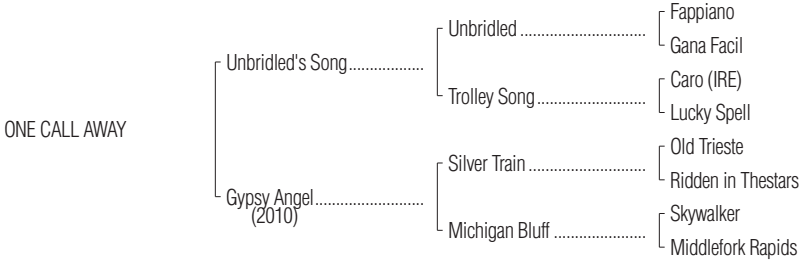 Fappiano
Unbridled ..............................
Gana Facil
Unbridled's Song..................
Caro (IRE)
Trolley Song..........................
Lucky Spell
ONE CALL AWAY
Old Trieste
Silver Train ............................
Ridden in Thestars
Gypsy Angel..........................
(2010)
Skywalker
Michigan Bluff ......................
Middlefork Rapids